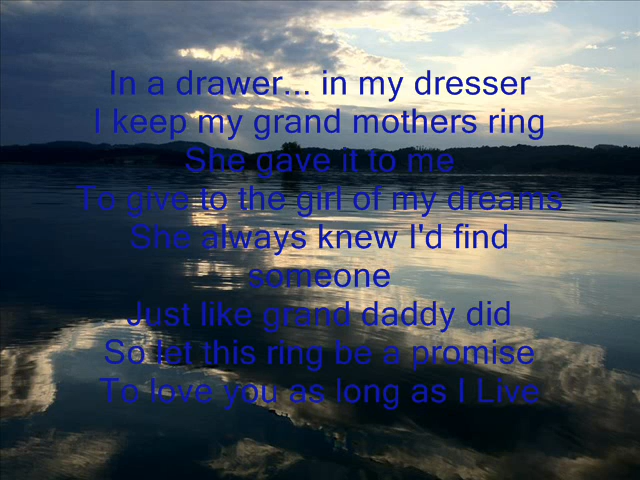 In a drawer... in my dresser
I keep my grand mothers ring
She gave it to me
To give to the girl of my dreams
She always knew I'd find
someone
Just like grand daddy did
So let this ring be a promise
To love you as long as I Live